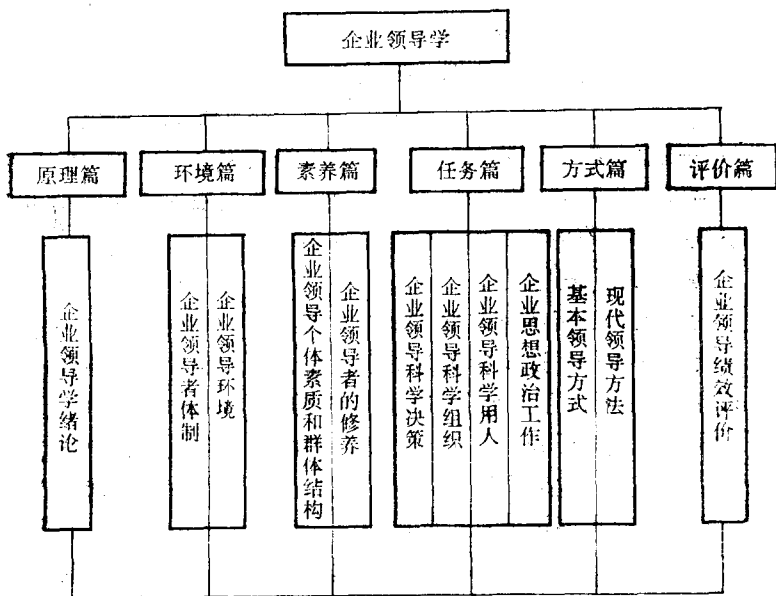 企业领导学
原理篇
环境篇
素养篇
任务篇
方式篇
评价篇
企业领导学绪论
企业领导者体制
企业领导环境
企业领导个体素质和群体结构
企业领导者的修养
企业领导科学决策
企业领导科学组织
企业领导科学用人
企业思想政治工作
基本领导方式
现代领导方法
企业领导绩效评价